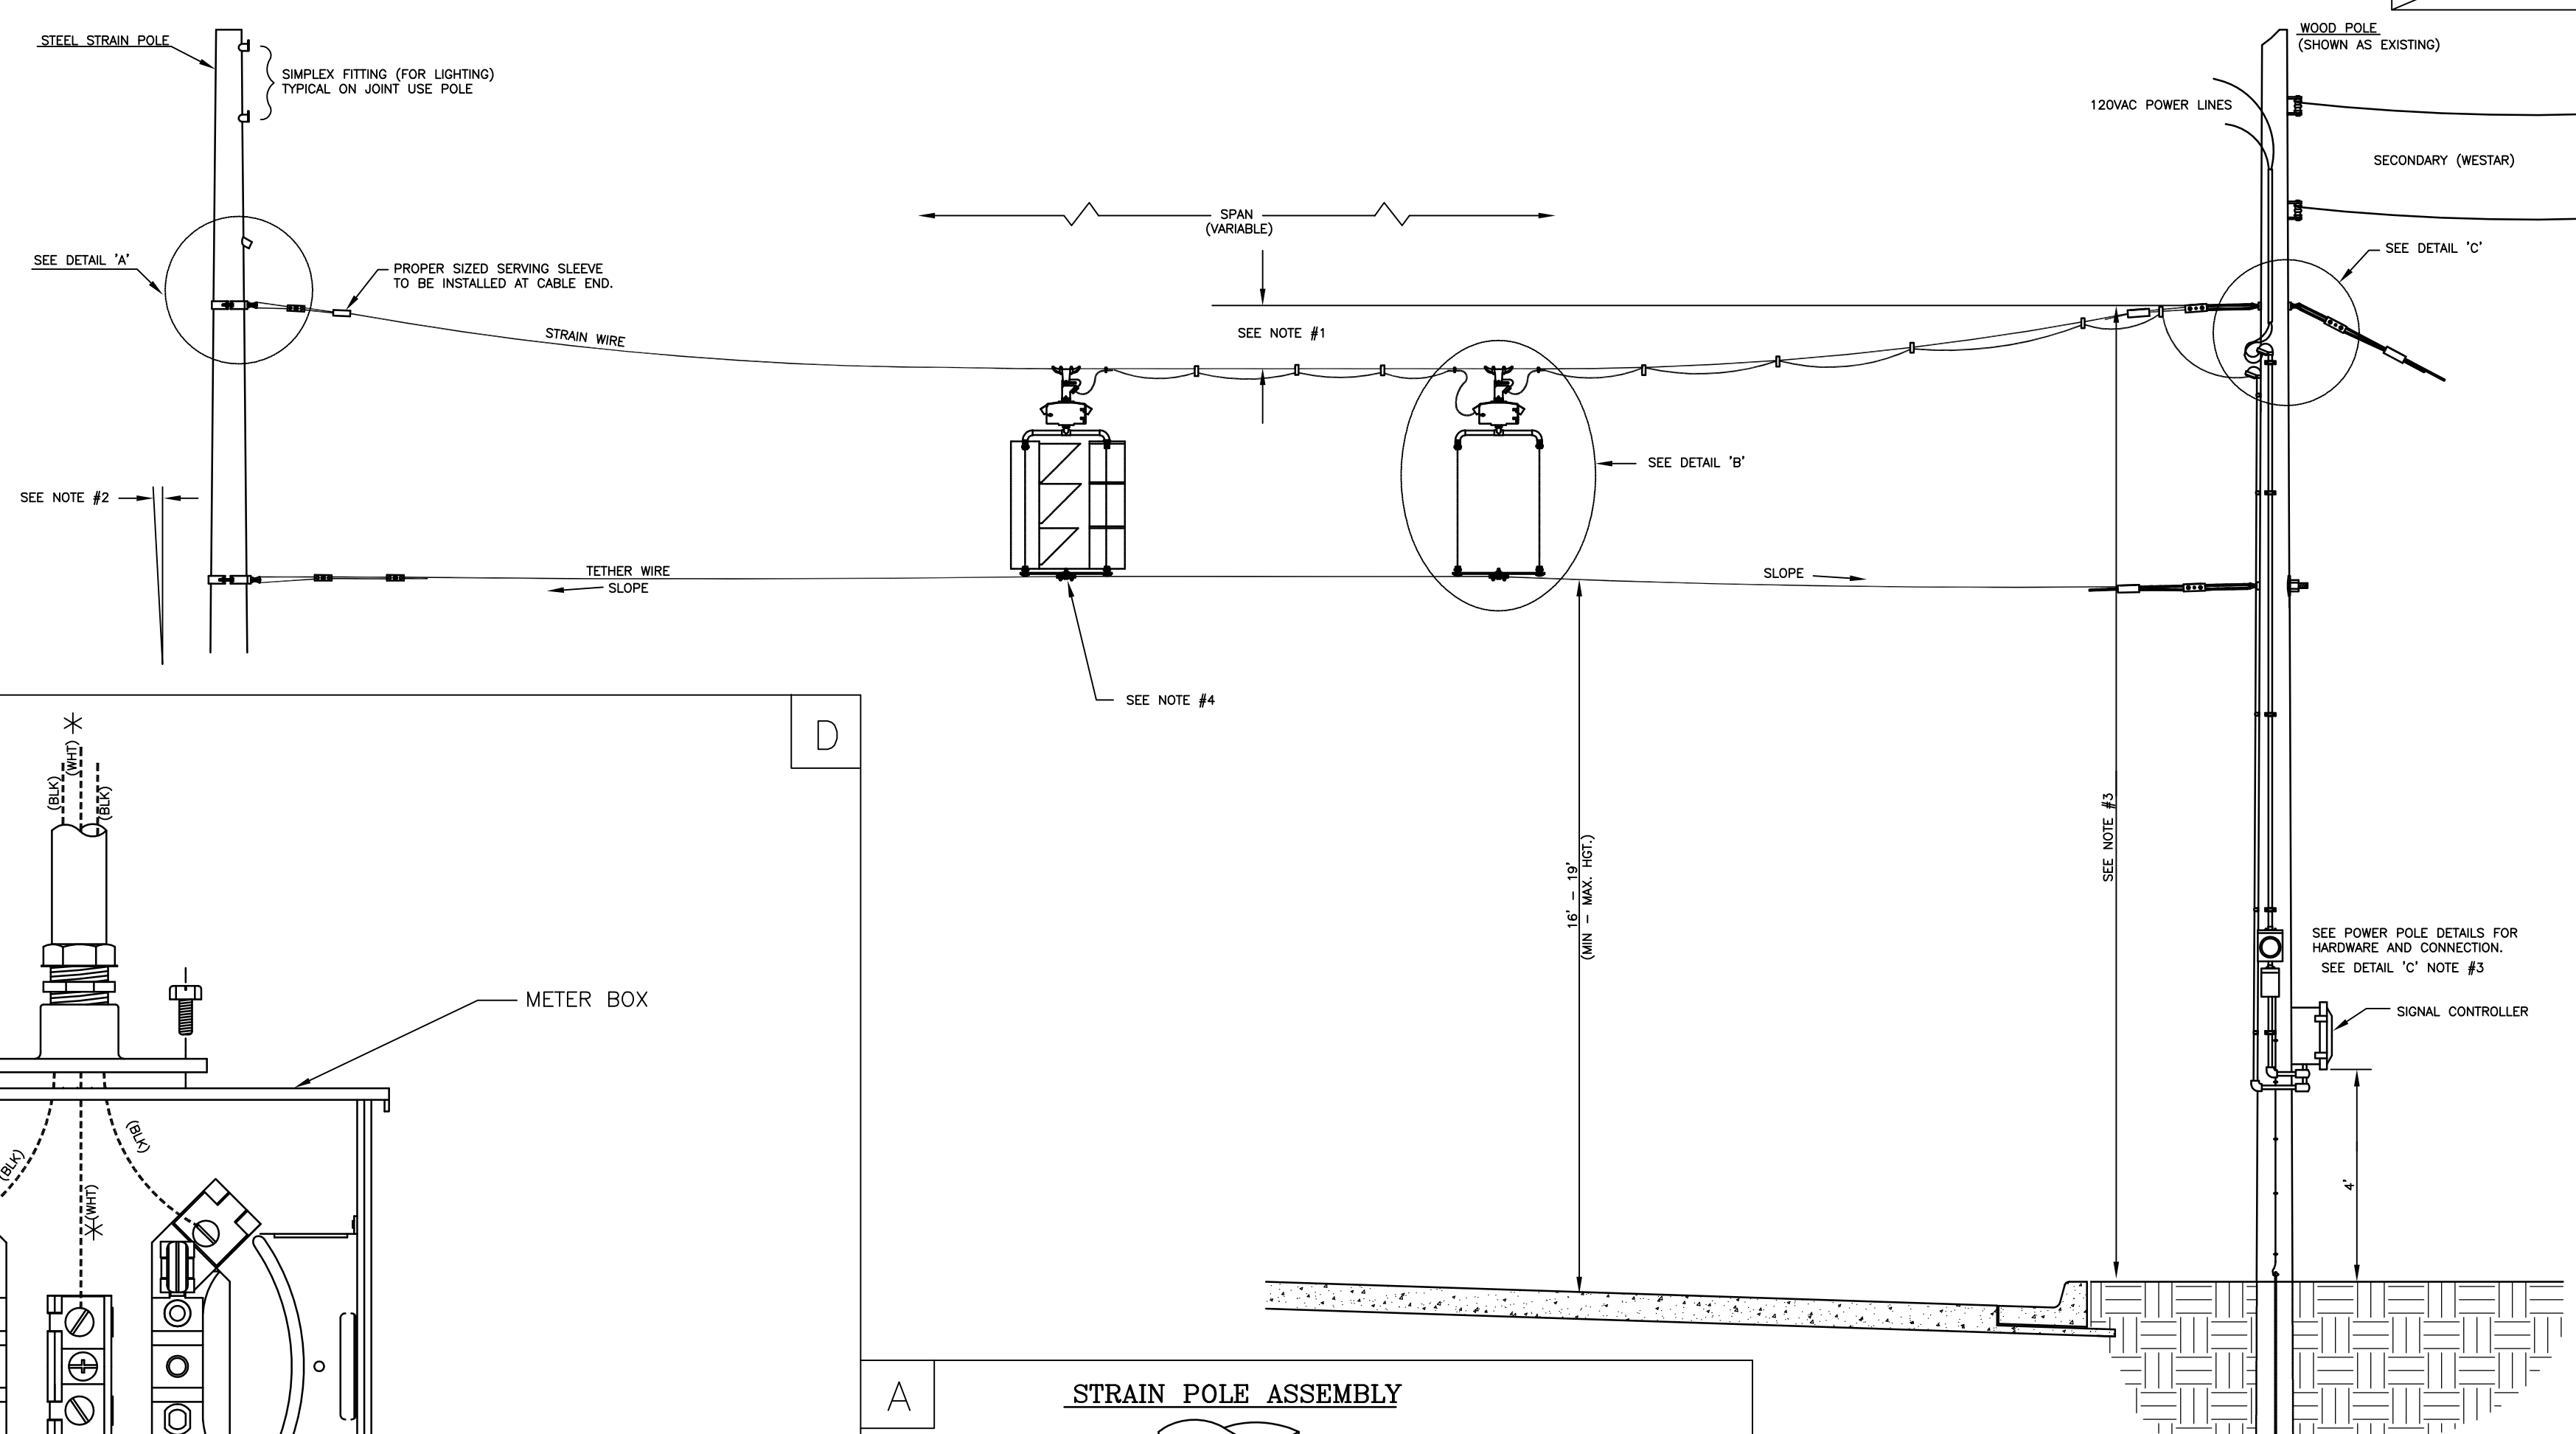 STEEL STRAIN POLE
SIMPLEX FITTING (FOR LIGHTING)
TYPICAL ON JOINT USE POLE
WOOD POLE
(SHOWN AS EXISTING)
120VAC POWER LINES
SECONDARY (WESTAR)
SPAN
(VARIABLE)
SEE DETAIL 'A'
PROPER SIZED SERVING SLEEVE
TO BE INSTALLED AT CABLE END.
SEE DETAIL 'C'
STRAIN WIRE
SEE NOTE #1
SEE DETAIL 'B'
SEE NOTE #2
TETHER WIRE
SLOPE
SLOPE
SEE NOTE #4
D
(BLK)
(WHT) *
(BLK)
16' - 19'
(MIN - MAX. HGT.)
SEE NOTE #3
SEE POWER POLE DETAILS FOR
HARDWARE AND CONNECTION.
SEE DETAIL 'C' NOTE #3
METER BOX
SIGNAL CONTROLLER
(BLK)
(BLK)
(WHT)
*
4'
A
STRAIN POLE ASSEMBLY